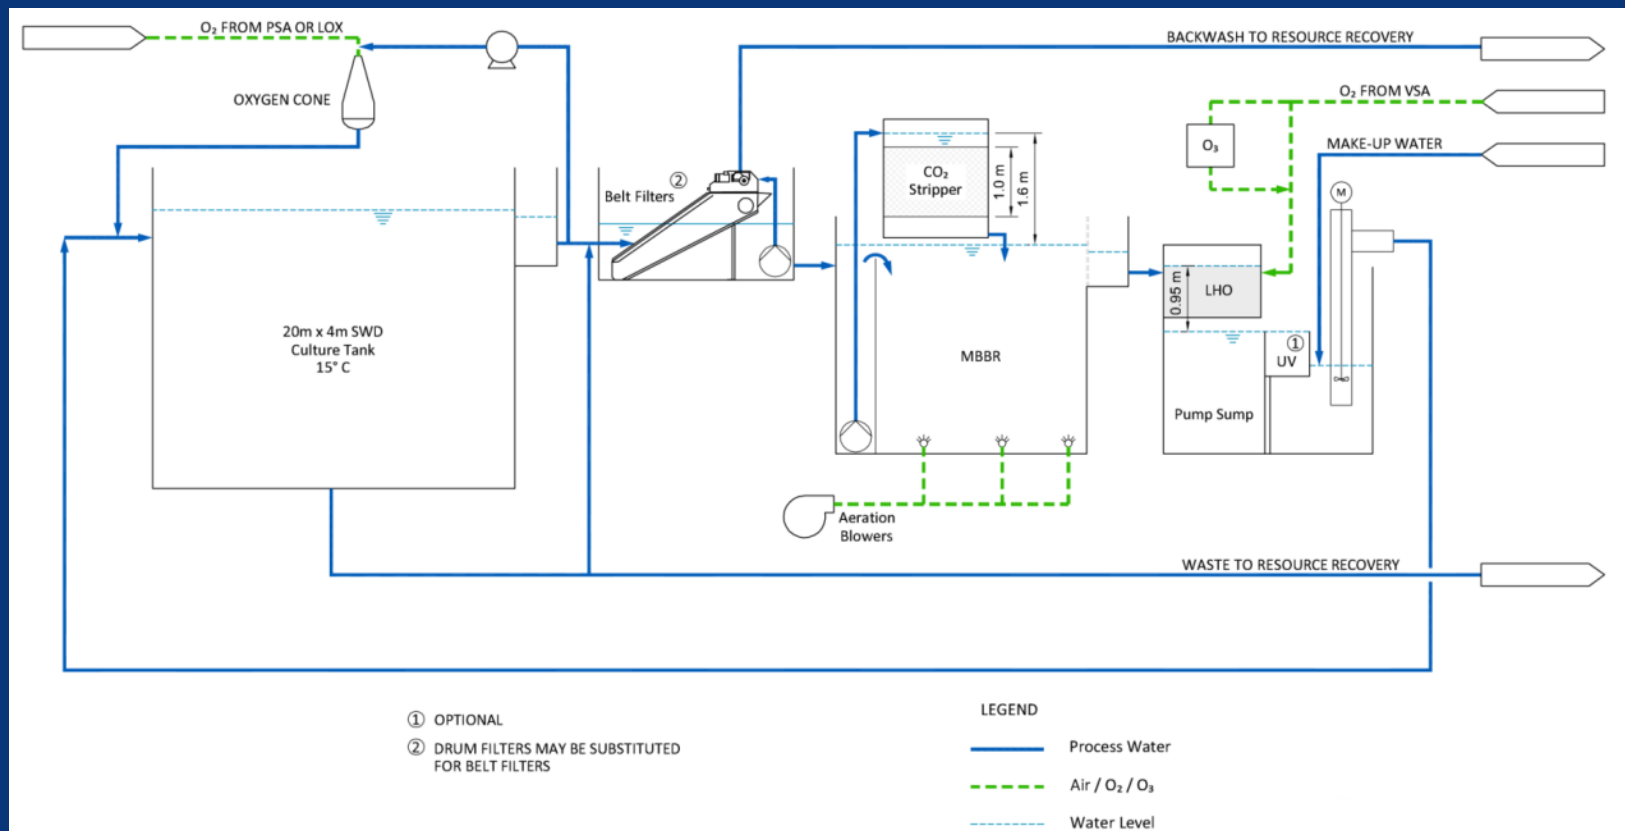 O₂ FROM PSA OR LOX
OXYGEN CONE
BACKWASH TO RESOURCE RECOVERY
O₂ FROM VSA
O₃
MAKE-UP WATER
M
②
Belt Filters
CO₂
Stripper
1.0 m
1.6 m
0.95 m
LHO
①
UV
20m x 4m SWD
Culture Tank
15° C
MBBR
Pump Sump
Aeration
Blowers
WASTE TO RESOURCE RECOVERY
① OPTIONAL
② DRUM FILTERS MAY BE SUBSTITUTED
FOR BELT FILTERS
LEGEND
Process Water
Air / O₂ / O₃
Water Level